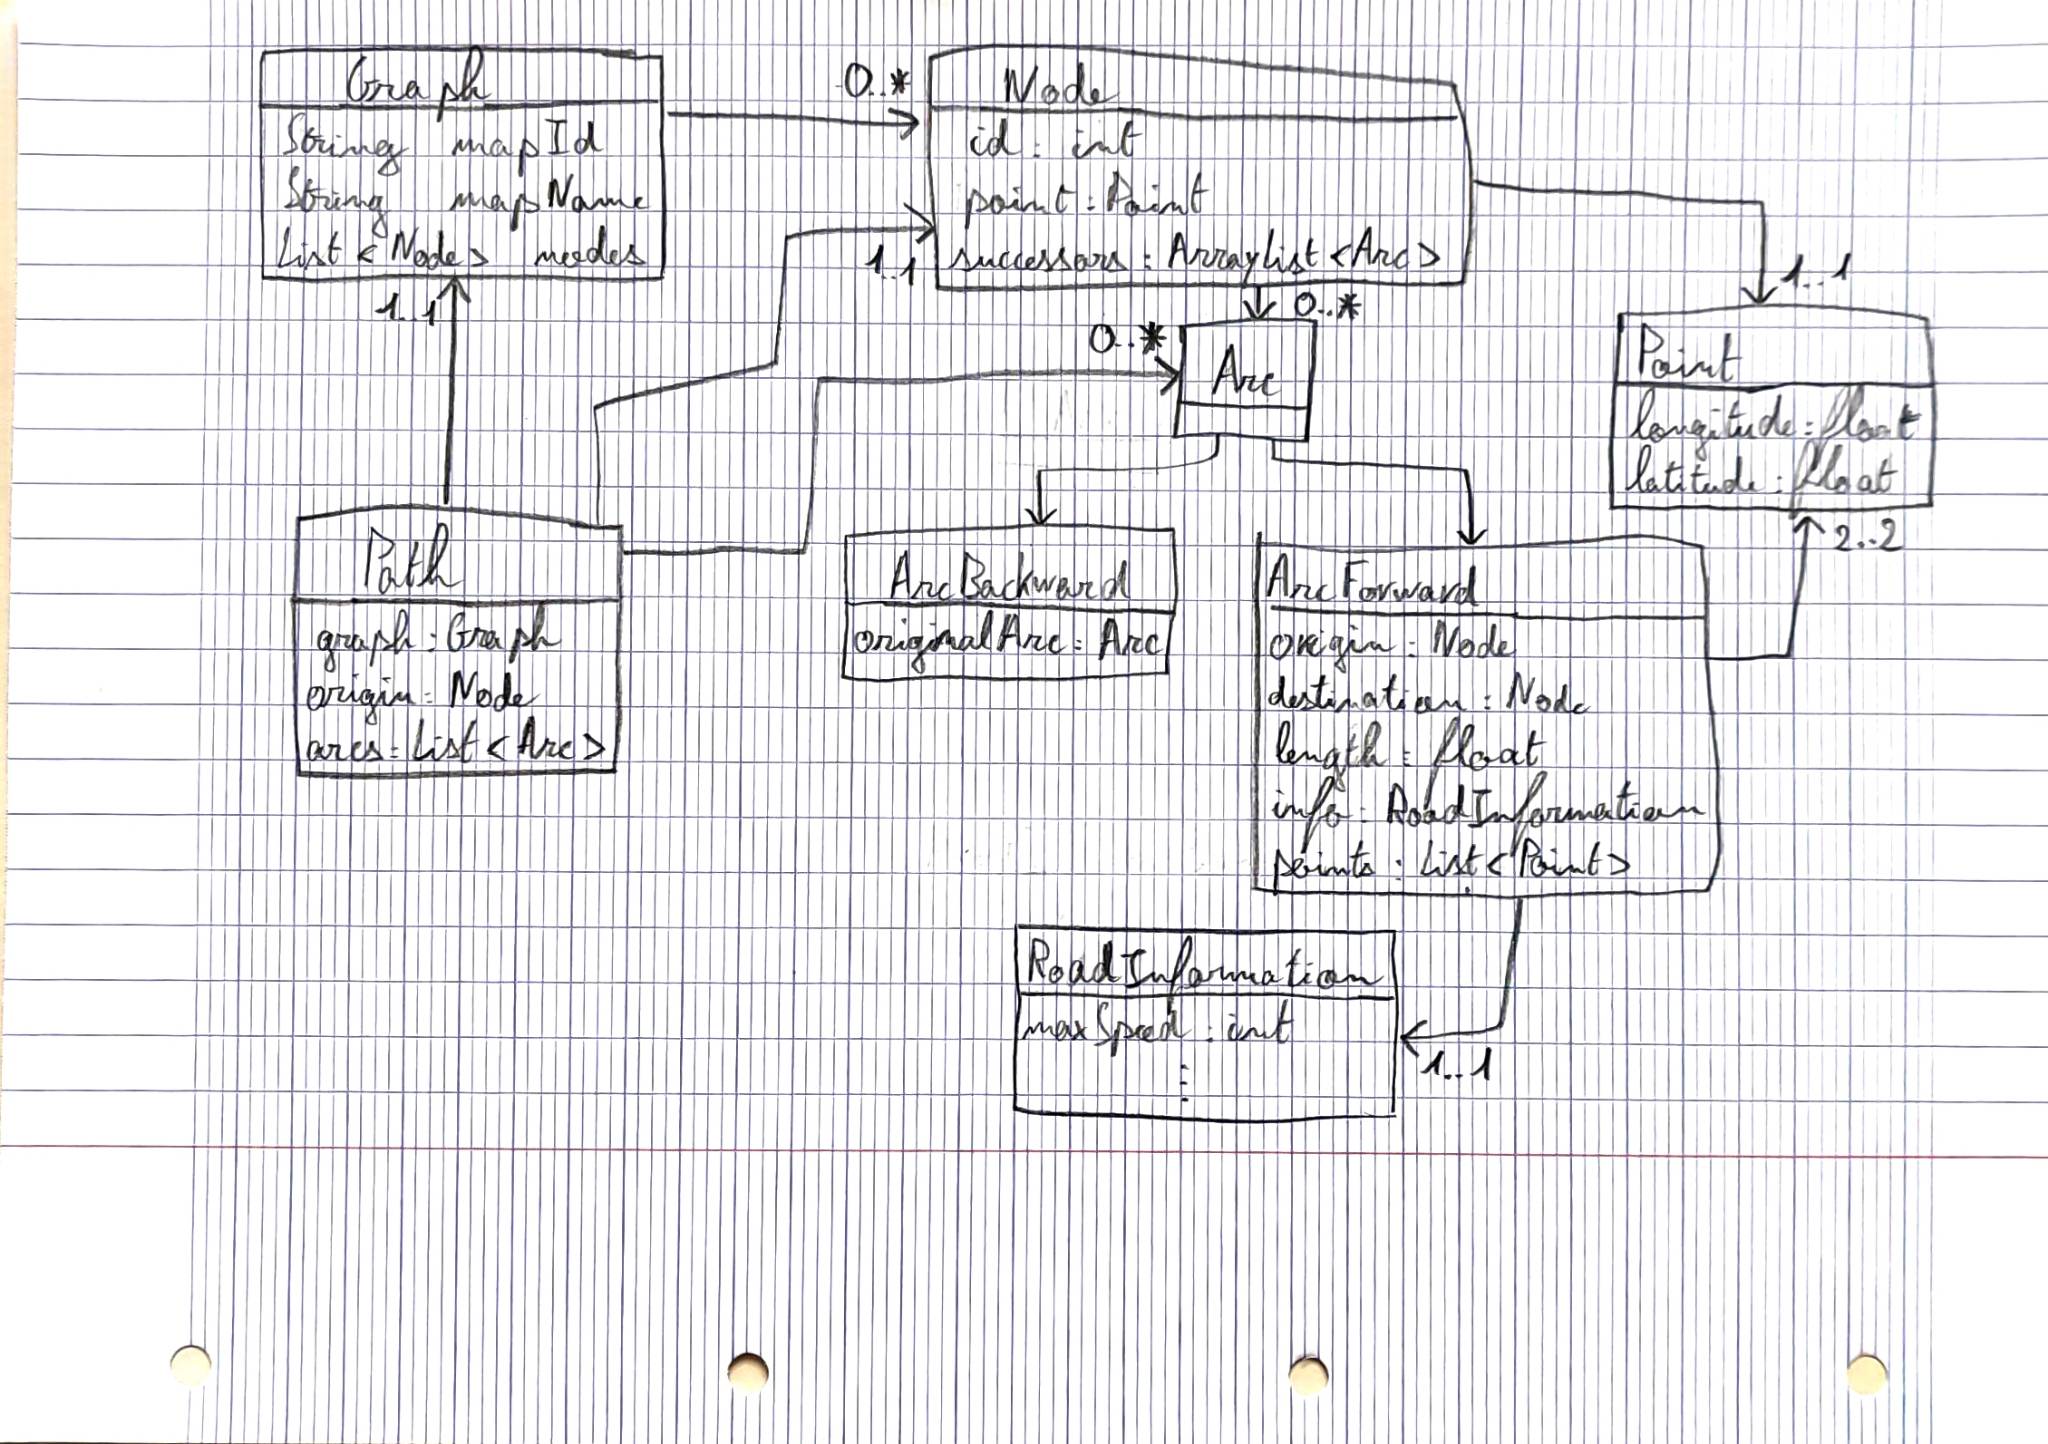 Graph
String mapId
String mapName
List <Node> nodes
0..*
Node
id : int
point : Point
successors : ArrayList <Arc>
1..1
1..1
0..*
0..*
1..1
Arc
Point
longitude : float
latitude : float
2..2
Path
graph : Graph
origin : Node
arcs : List <Arc>
ArcBackward
originalArc : Arc
ArcForward
origin : Node
destination : Node
length : float
info : RoadInformation
points : List <Point>
RoadInformation
maxSpeed : int
⋮
1..1